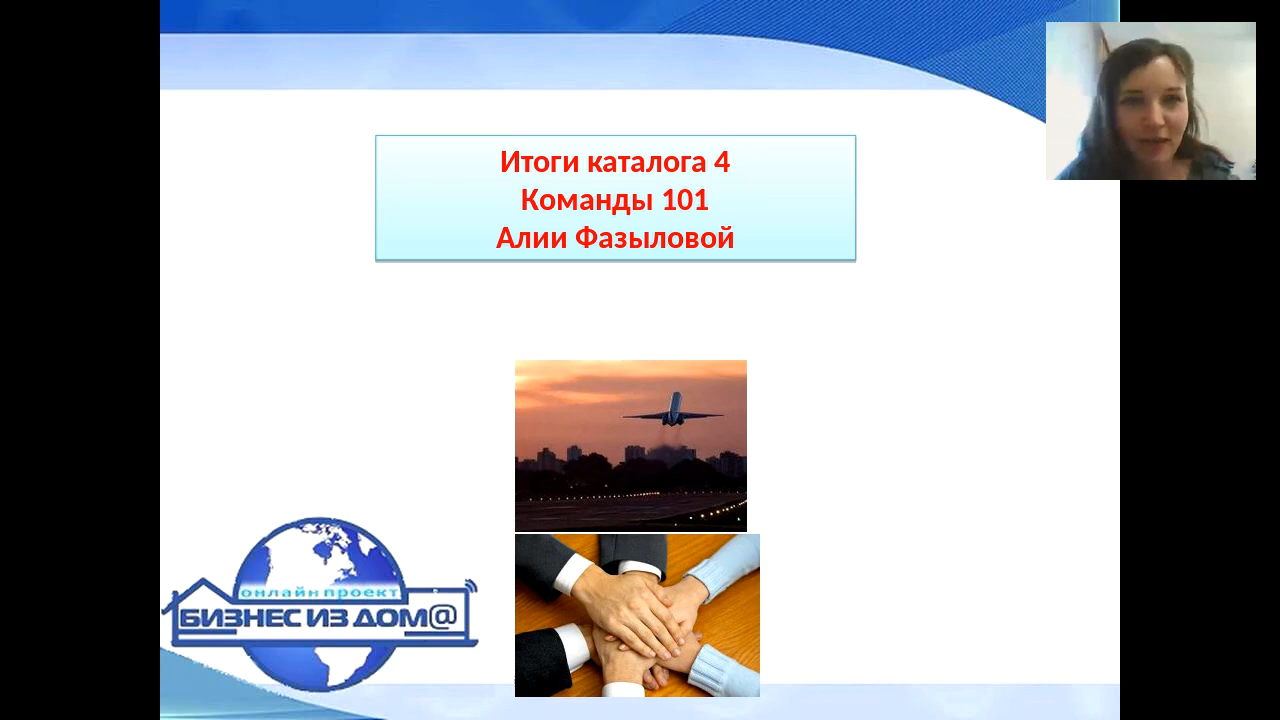 Итоги каталога 4
Команды 101
Алии Фазыловой
онлайн проект
БИЗНЕС ИЗ ДОМ@